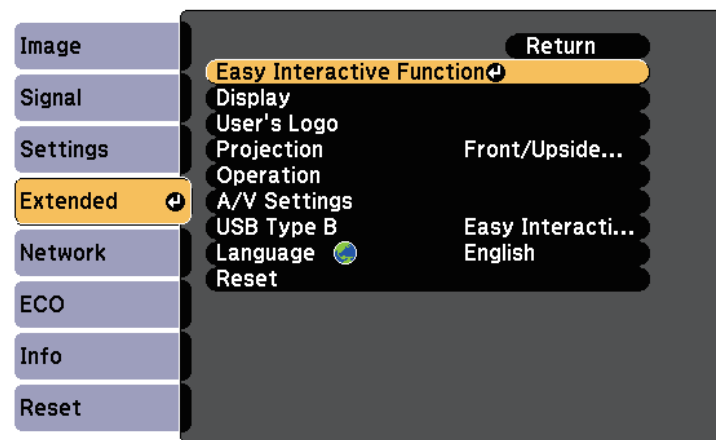 Image
Signal
Settings
Extended
Network
ECO
Info
Reset
Return
Easy Interactive Function
Display
User's Logo
Projection Front/Upside...
Operation
A/V Settings
USB Type B Easy Interacti...
Language English
Reset